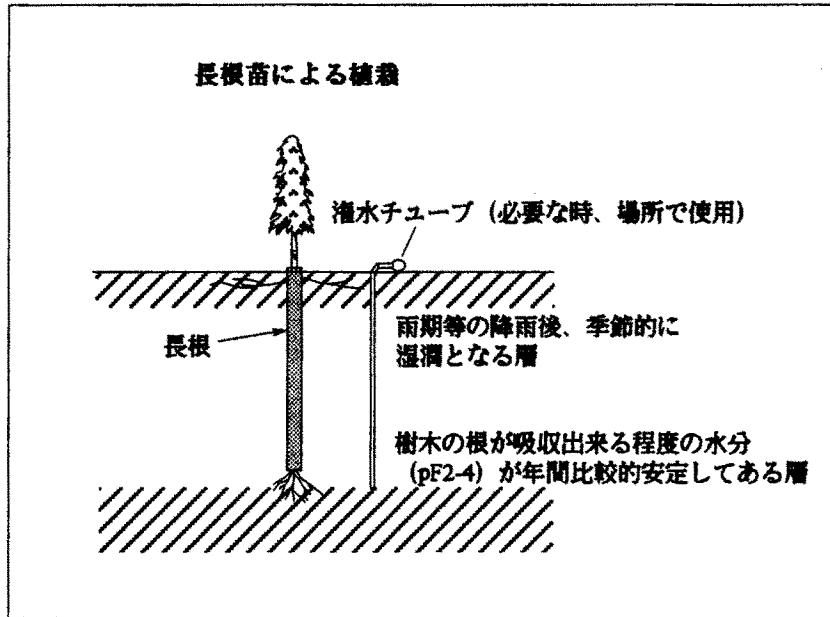 長根苗による植栽
潅水チューブ（必要な時、場所で使用）
長根
雨期等の降雨後、季節的に
湿潤となる層
樹木の根が吸収出来る程度の水分
（pF2-4）が年間比較的安定してある層